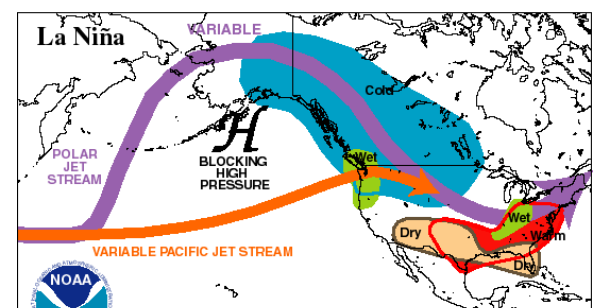 La Niña
VARIABLE
Cold
H
BLOCKING
HIGH
PRESSURE
POLAR
JET
STREAM
Wet
VARIABLE PACIFIC JET STREAM
Dry
Wet
Warm
Dry
NOAA